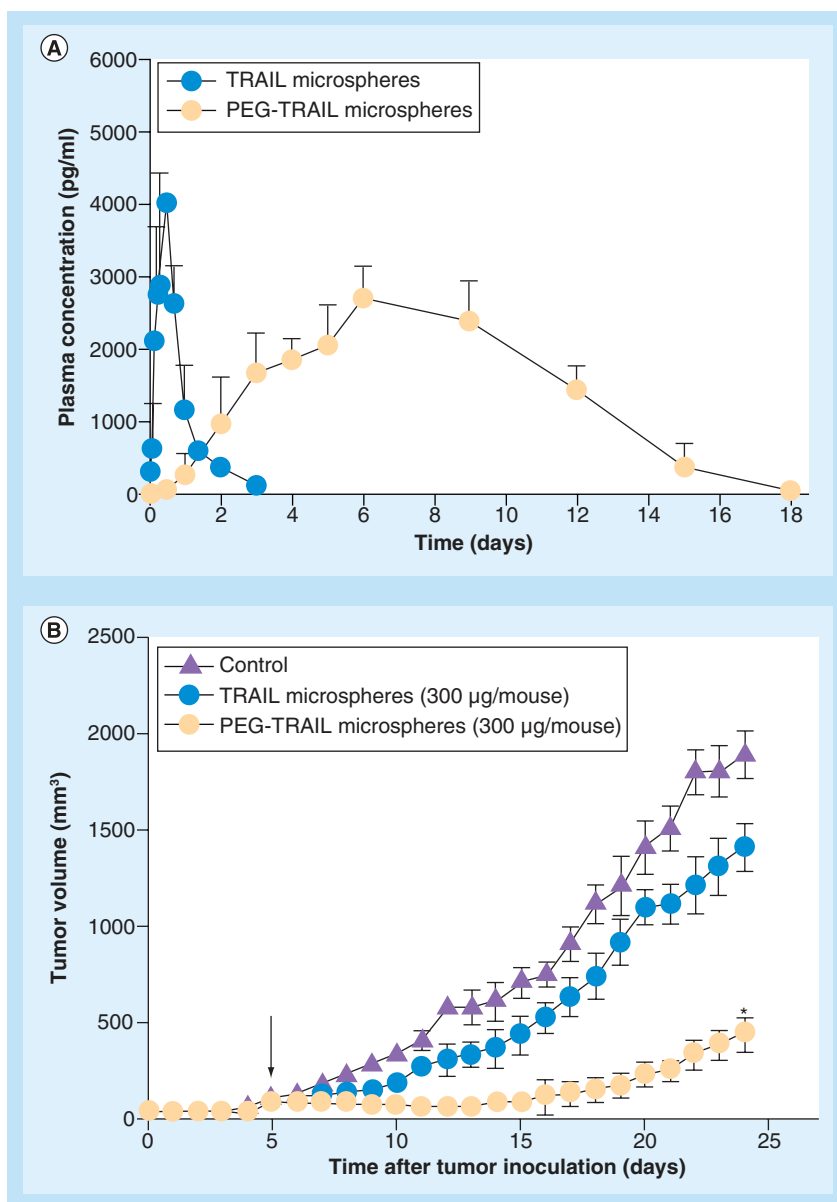 A
6000
5000
4000
3000
2000
1000
0
Plasma concentration (pg/ml)
TRAIL microspheres
PEG-TRAIL microspheres
0 2 4 6 8 10 12 14 16 18
Time (days)
B
2500
2000
1500
1000
500
0
Tumor volume (mm³)
Control
TRAIL microspheres (300 µg/mouse)
PEG-TRAIL microspheres (300 µg/mouse)
*
0 5 10 15 20 25
Time after tumor inoculation (days)